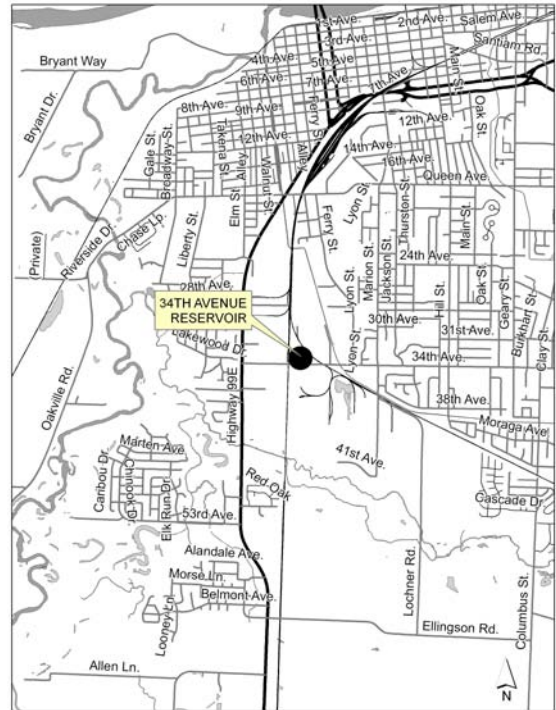 1st Ave.
2nd Ave.
Salem Ave.
3rd Ave.
Santiam Rd.
Bryant Way
4th Ave.
5th Ave.
Main St.
6th Ave.
7th Ave.
7th Ave.
Bryant Dr.
8th Ave.
9th Ave.
Ferry St.
Oak St.
Gale St.
Broadway St.
Takena St.
Alley
12th Ave.
Walnut St.
Alley
12th Ave.
14th Ave.
16th Ave.
Queen Ave.
Elm St
Ferry St.
Lyon St.
Thurston St.
Main St.
(Private)
Riverside Dr.
Chase Lp.
Liberty St.
24th Ave.
28th Ave.
Lyon St.
Marion St.
Jackson St.
Hill St.
Oak St.
Geary St.
Burkhart St.
Clay St.
34TH AVENUE
RESERVOIR
30th Ave.
31st Ave.
Lakewood Dr.
Lyon St.
34th Ave.
Oakville Rd.
Highway 99E
38th Ave.
Moraga Ave.
Marten Ave.
41st Ave.
Caribou Dr.
Chinook Dr.
Elk Run Dr.
Red Oak
Cascade Dr.
53rd Ave.
Alandale Ave.
Lochner Rd.
Columbus St.
Morse Ln.
Belmont Ave.
Looney Ln.
Ellingson Rd.
Allen Ln.
N